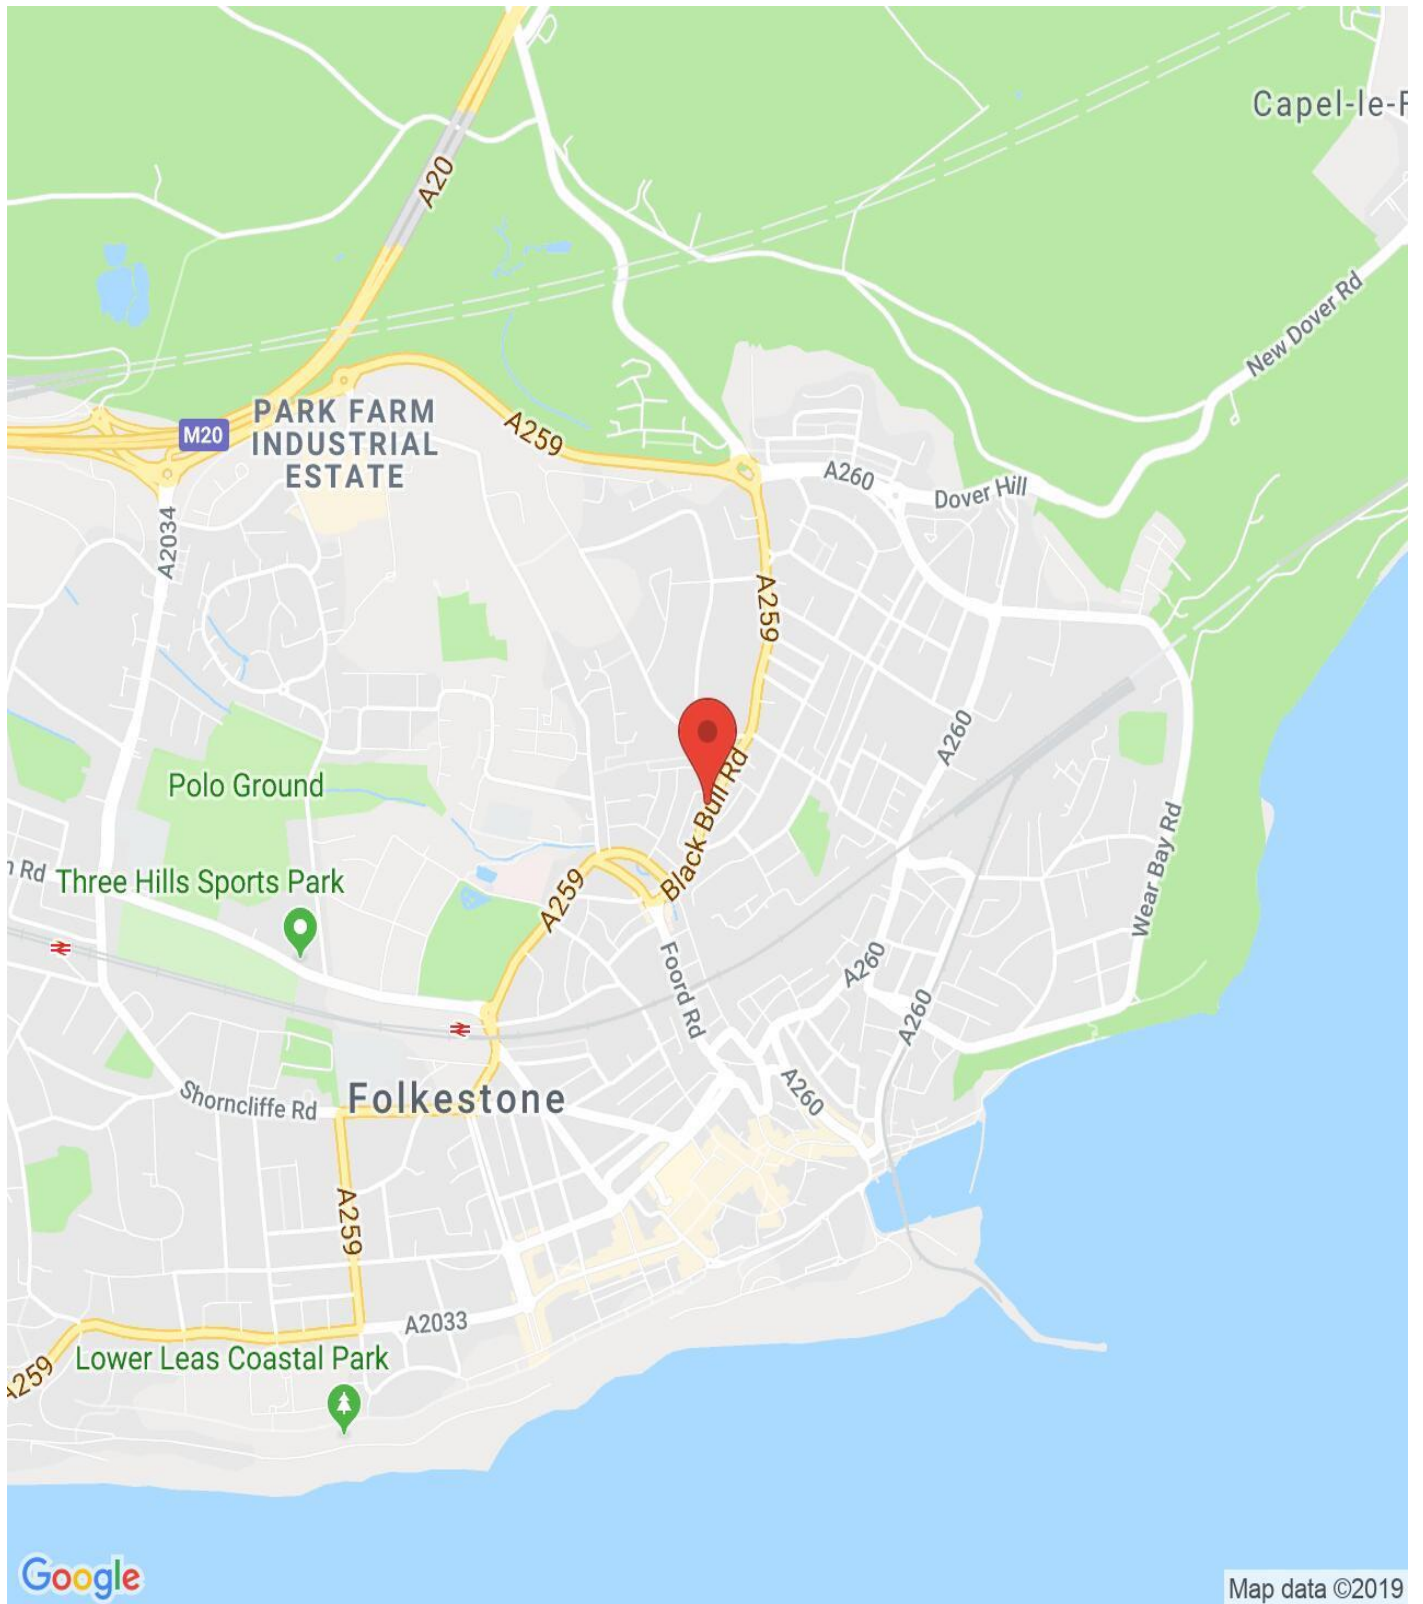 Capel-le-F
A20
New Dover Rd
PARK FARM
INDUSTRIAL
ESTATE
M20
A259
A260
Dover Hill
A2034
A259
A260
Polo Ground
Black Bull Rd
Wear Bay Rd
n Rd
Three Hills Sports Park
A259
Foord Rd
A260
A260
Shorncliffe Rd
Folkestone
A260
A259
A2033
Lower Leas Coastal Park
A259
Google
Map data ©2019